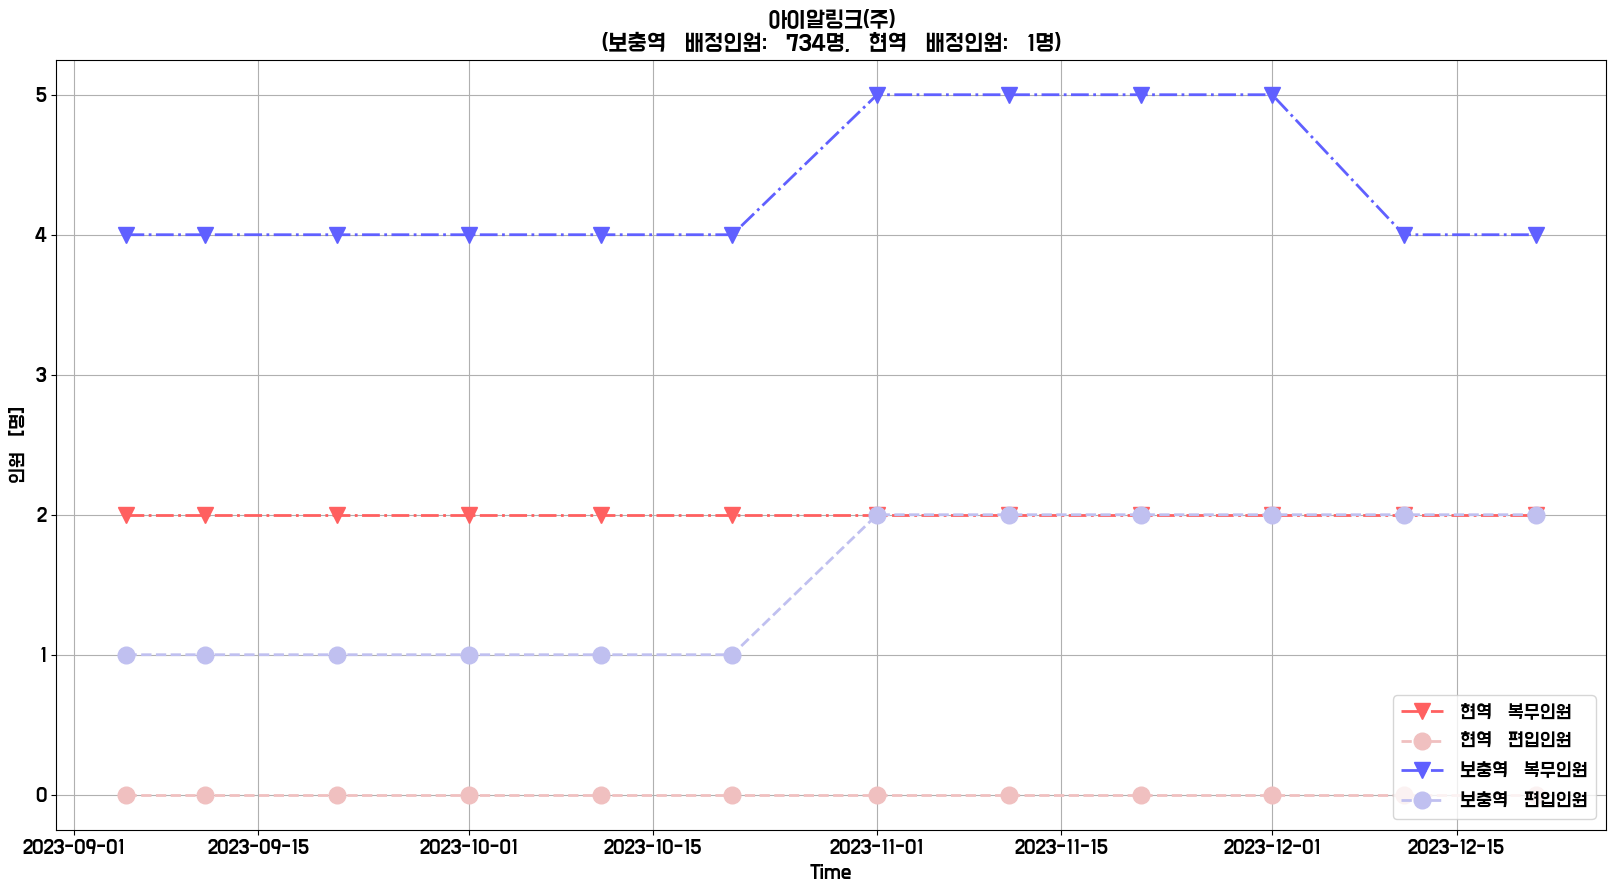 아이알링크(주)
(보충역 배정인원: 734명, 현역 배정인원: 1명)
5
4
3
2
1
0
인원 [명]
현역 복무인원
현역 편입인원
보충역 복무인원
보충역 편입인원
2023-09-01 2023-09-15 2023-10-01 2023-10-15 2023-11-01 2023-11-15 2023-12-01 2023-12-15
Time